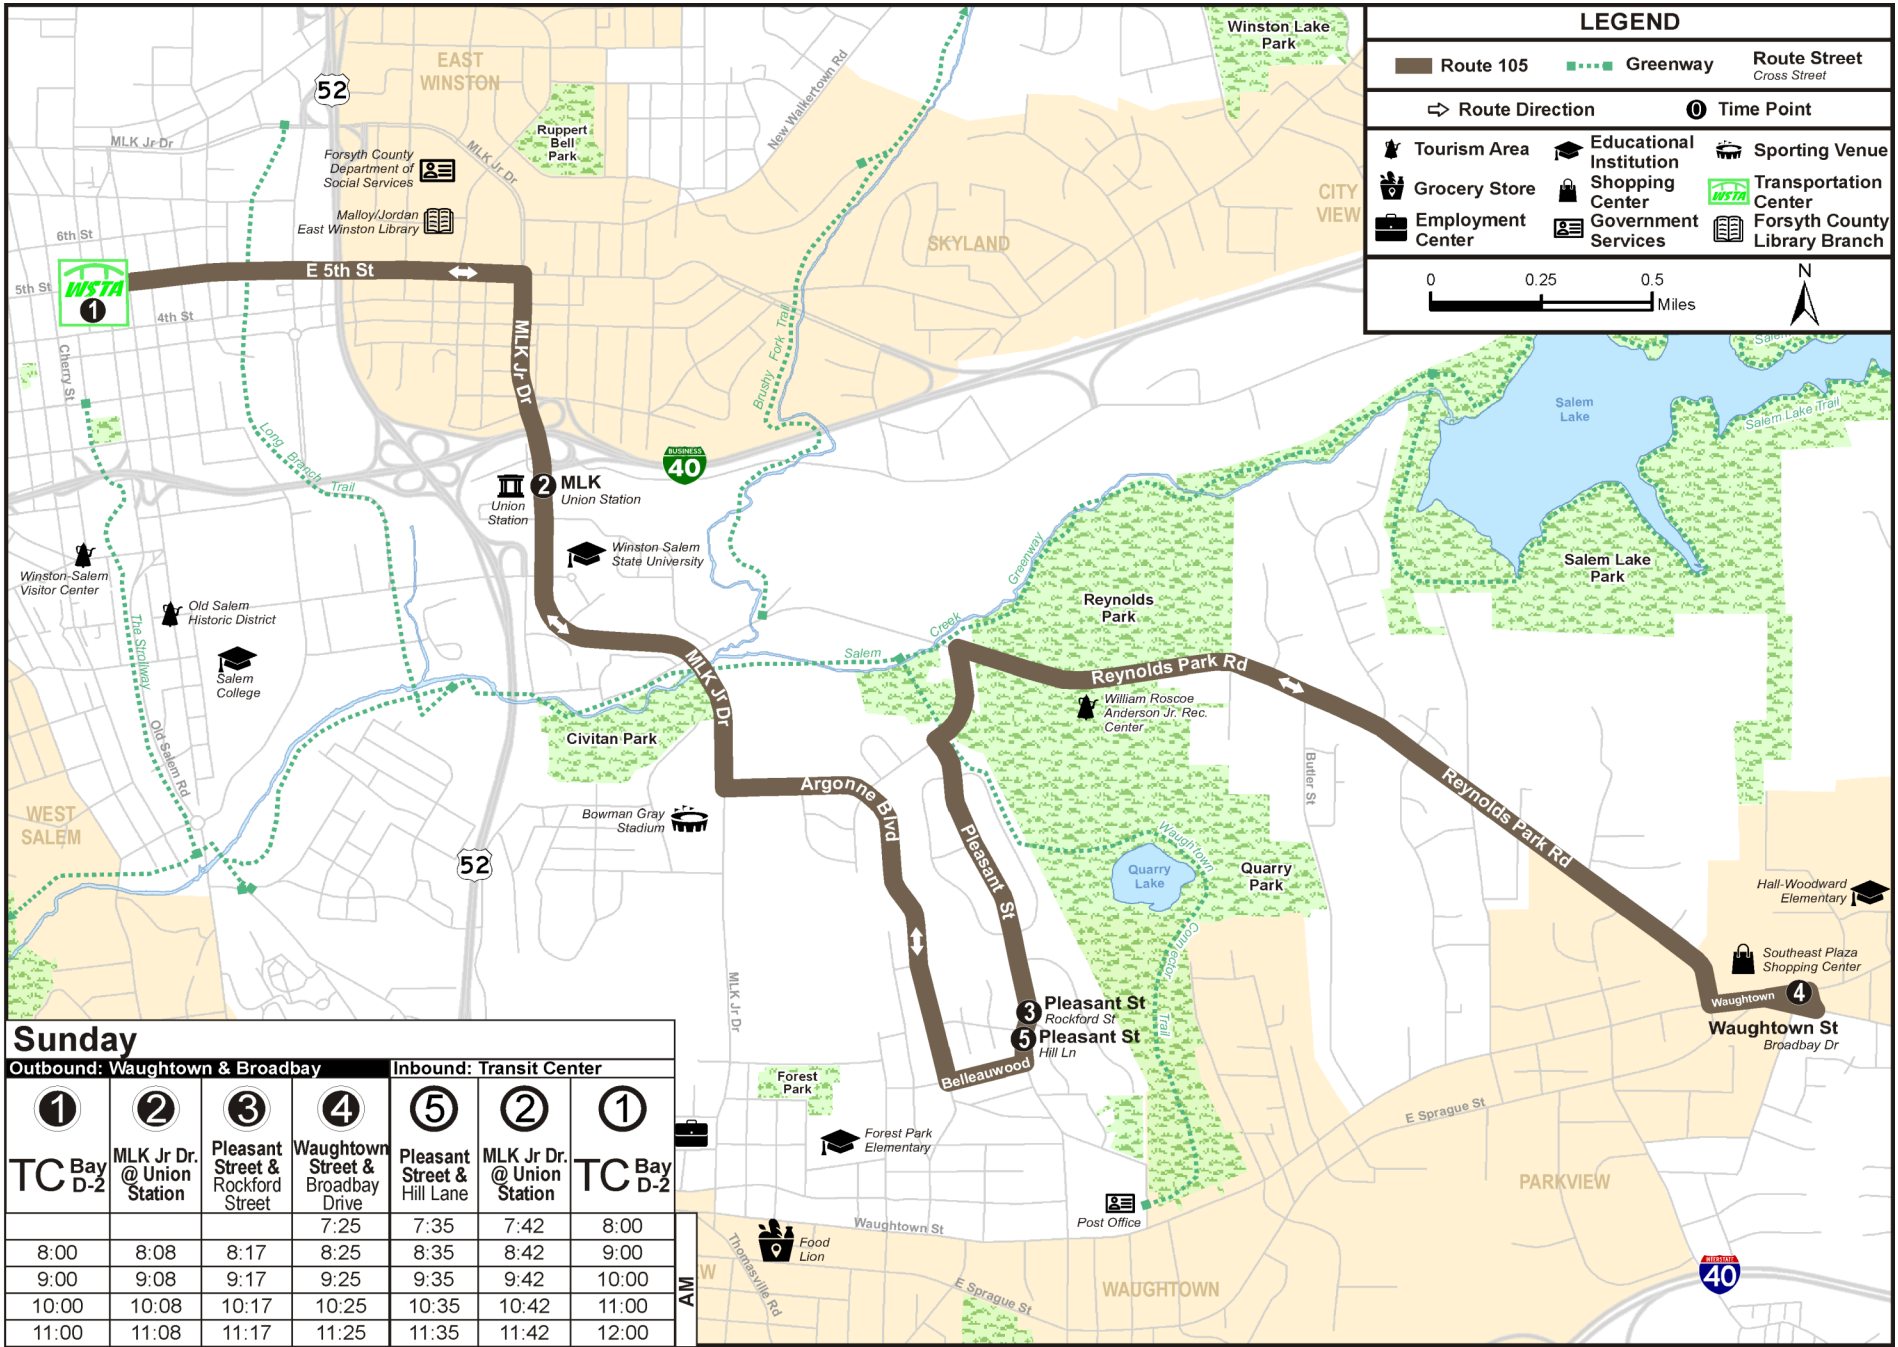 LEGEND
Route 105
Greenway
Route Street
Cross Street
Route Direction
0 Time Point
Tourism Area
Educational
Institution
Sporting Venue
Grocery Store
Shopping
Center
WSTA
Transportation
Center
Employment
Center
Government
Services
Forsyth County
Library Branch
0 0.25 0.5
Miles
N
Winston Lake
Park
EAST
WINSTON
52
Ruppert
Bell
Park
New Walkertown Rd
MLK Jr Dr
MLK Jr Dr
Forsyth County
Department of
Social Services
Malloy/Jordan
East Winston Library
CITY
VIEW
SKYLAND
6th St
5th St
WSTA
1
E 5th St
4th St
Cherry St
MLK Jr Dr
Brushy Fork Trail
Long Branch Trail
BUSINESS
40
2 MLK
Union Station
Union
Station
Winston Salem
State University
Winston-Salem
Visitor Center
Old Salem
Historic District
The Strollway
Salem
College
Old Salem Rd
Salem Creek Greenway
Salem
Lake
Salem Lake Trail
Salem
Salem Lake
Park
Reynolds
Park
Reynolds Park Rd
William Roscoe
Anderson Jr. Rec.
Center
MLK Jr Dr
Civitan Park
Argonne Blvd
Bowman Gray
Stadium
Butler St
Reynolds Park Rd
WEST
SALEM
52
Pleasant St
Waughtown Connector Trail
Quarry
Lake
Quarry
Park
Hall-Woodward
Elementary
Southeast Plaza
Shopping Center
Waughtown
4
Waughtown St
Broadbay Dr
MLK Jr Dr
3 Pleasant St
Rockford St
5 Pleasant St
Hill Ln
Belleauwood
Forest
Park
Forest Park
Elementary
E Sprague St
PARKVIEW
Post Office
Waughtown St
Food
Lion
Thomasville Rd
W
E Sprague St
WAUGHTOWN
INTERSTATE
40
Sunday
Outbound: Waughtown & Broadbay Inbound: Transit Center
1 2 3 4 5 2 1
TC Bay
D-2
MLK Jr Dr.
@ Union
Station
Pleasant
Street &
Rockford
Street
Waughtown
Street &
Broadbay
Drive
Pleasant
Street &
Hill Lane
MLK Jr Dr.
@ Union
Station
TC Bay
D-2
7:25 7:35 7:42 8:00
8:00 8:08 8:17 8:25 8:35 8:42 9:00
9:00 9:08 9:17 9:25 9:35 9:42 10:00
10:00 10:08 10:17 10:25 10:35 10:42 11:00
11:00 11:08 11:17 11:25 11:35 11:42 12:00
AM